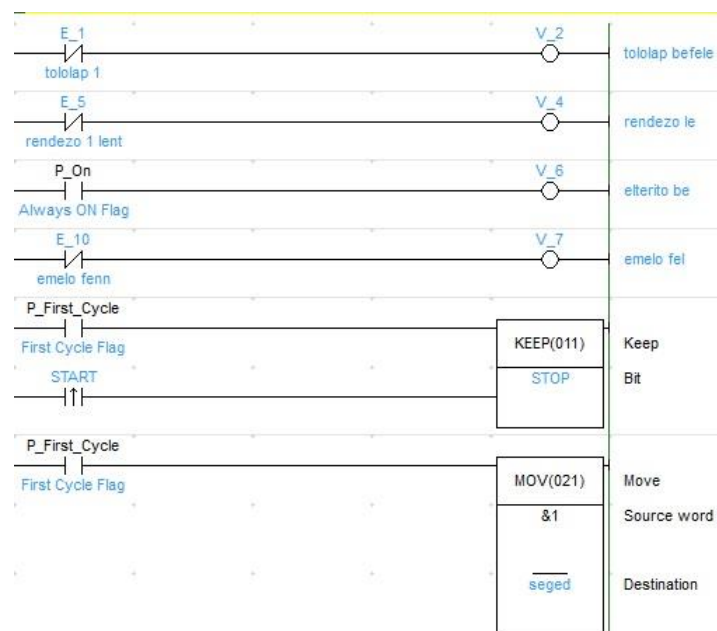 E_1 V_2
tololap befele
tololap 1
E_5 V_4
rendezo le
rendezo 1 lent
P_On V_6
elterito be
Always ON Flag
E_10 V_7
emelo fel
emelo fenn
P_First_Cycle
First Cycle Flag KEEP(011) Keep
START STOP Bit
P_First_Cycle
First Cycle Flag MOV(021) Move
&1 Source word
seged Destination